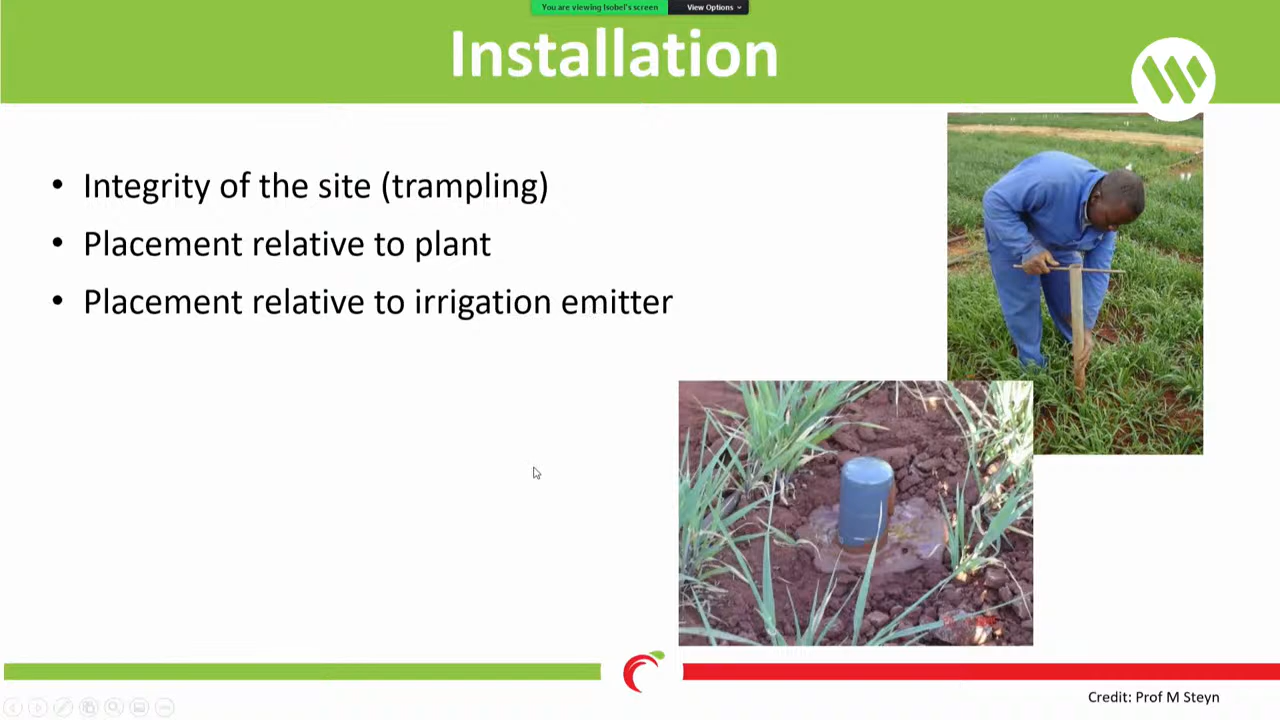 You are viewing Isobel's screen
View Options
Installation
• Integrity of the site (trampling)
• Placement relative to plant
• Placement relative to irrigation emitter
Credit: Prof M Steyn